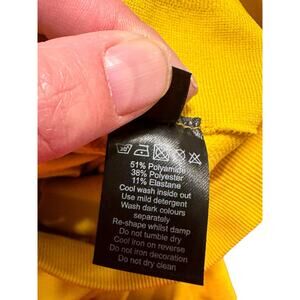 51% Polyamide
38% Polyester
11% Elastane
Cool wash inside out
Use mild detergent
Wash dark colours
separately
Re-shape whilst damp
Do not tumble dry
Cool iron on reverse
Do not iron decoration
Do not dry clean